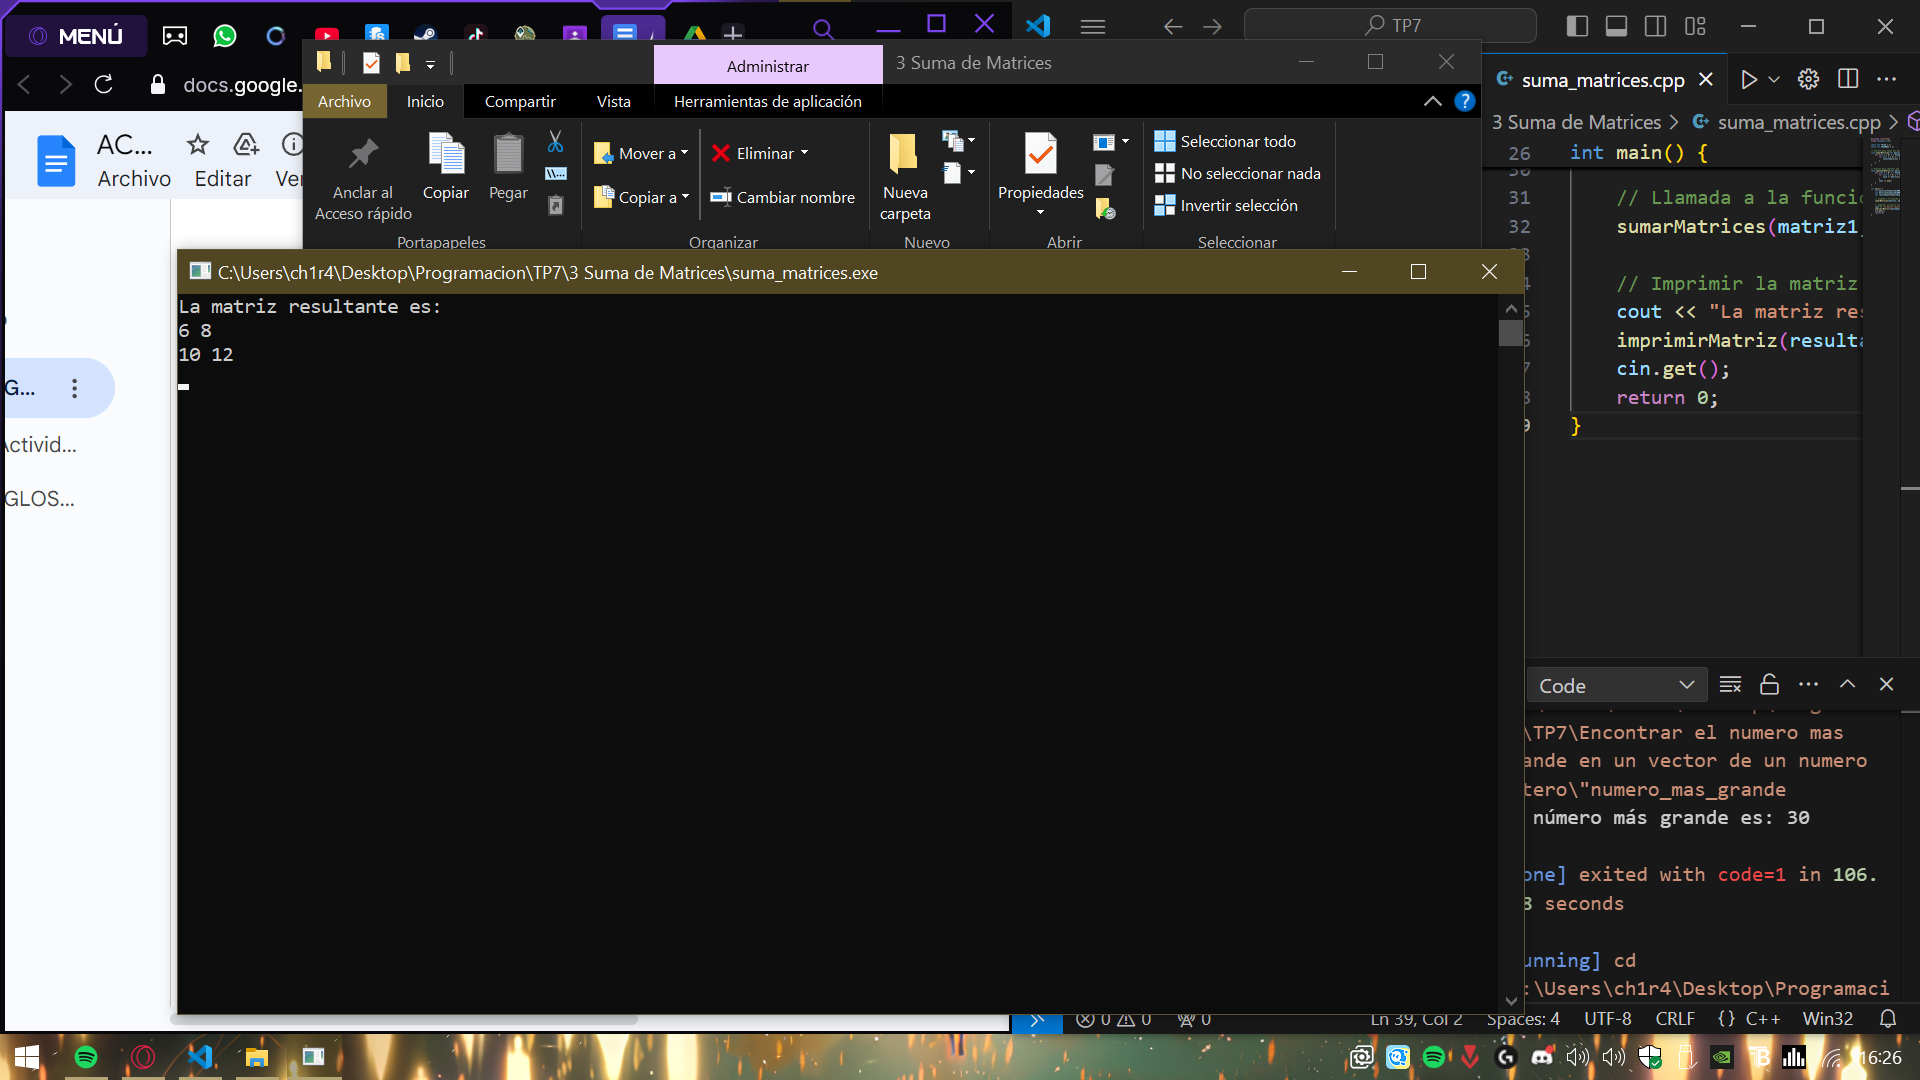 MENÚ
TP7
docs.google.
Administrar
3 Suma de Matrices
suma_matrices.cpp
Archivo
Inicio
Compartir
Vista
Herramientas de aplicación
3 Suma de Matrices > suma_matrices.cpp >
AC...
Archivo Editar
Anclar al
Acceso rápido
Copiar
Pegar
Mover a
Copiar a
Eliminar
Cambiar nombre
Nueva
carpeta
Propiedades
Seleccionar todo
No seleccionar nada
Invertir selección
Portapapeles
Organizar
Nuevo
Abrir
Seleccionar
26 int main() {
31 // Llamada a la funci
32 sumarMatrices(matriz1
// Imprimir la matriz
cout << "La matriz res
imprimirMatriz(resulta
cin.get();
return 0;
}
C:\Users\ch1r4\Desktop\Programacion\TP7\3 Suma de Matrices\suma_matrices.exe
La matriz resultante es:
6 8
10 12
G...
Activid...
GLOS...
Code
\TP7\Encontrar el numero mas
ande en un vector de un numero
tero\"numero_mas_grande
número más grande es: 30
one] exited with code=1 in 106.
8 seconds
unning] cd
:\Users\ch1r4\Desktop\Programaci
0 0 0
Ln 39, Col 2
Spaces: 4
UTF-8
CRLF
{} C++
Win32
16:26